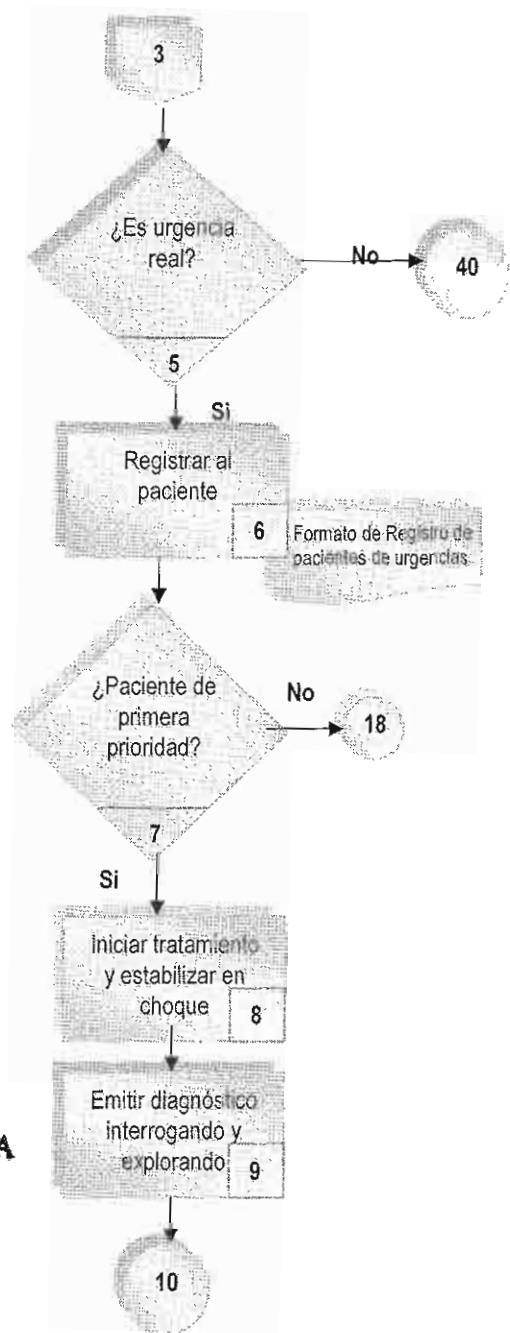 3
¿Es urgencia
real?
No
40
5
Si
Registrar al
paciente
6
Formato de Registro de
pacientes de urgencias
¿Paciente de
primera
prioridad?
No
18
7
Si
Iniciar tratamiento
y estabilizar en
choque
8
Emitir diagnóstico
interrogando y
explorando
9
A
10